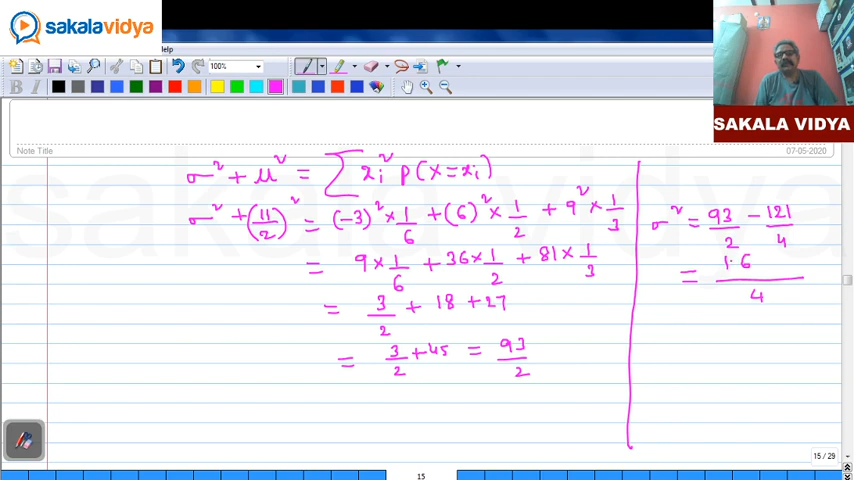 sakalavidya
Help
100%
B I U
SAKALA VIDYA
Note Title
07-05-2020
σ² + μ² = Σ xᵢ² P(X=xᵢ)
σ² + (11/2)² = (-3)² × 1/6 + (6)² × 1/2 + 9² × 1/3
= 9 × 1/6 + 36 × 1/2 + 81 × 1/3
= 3/2 + 18 + 27
= 3/2 + 45 = 93/2
σ² = 93/2 - 121/4
= 1.6/4
15 / 29
15